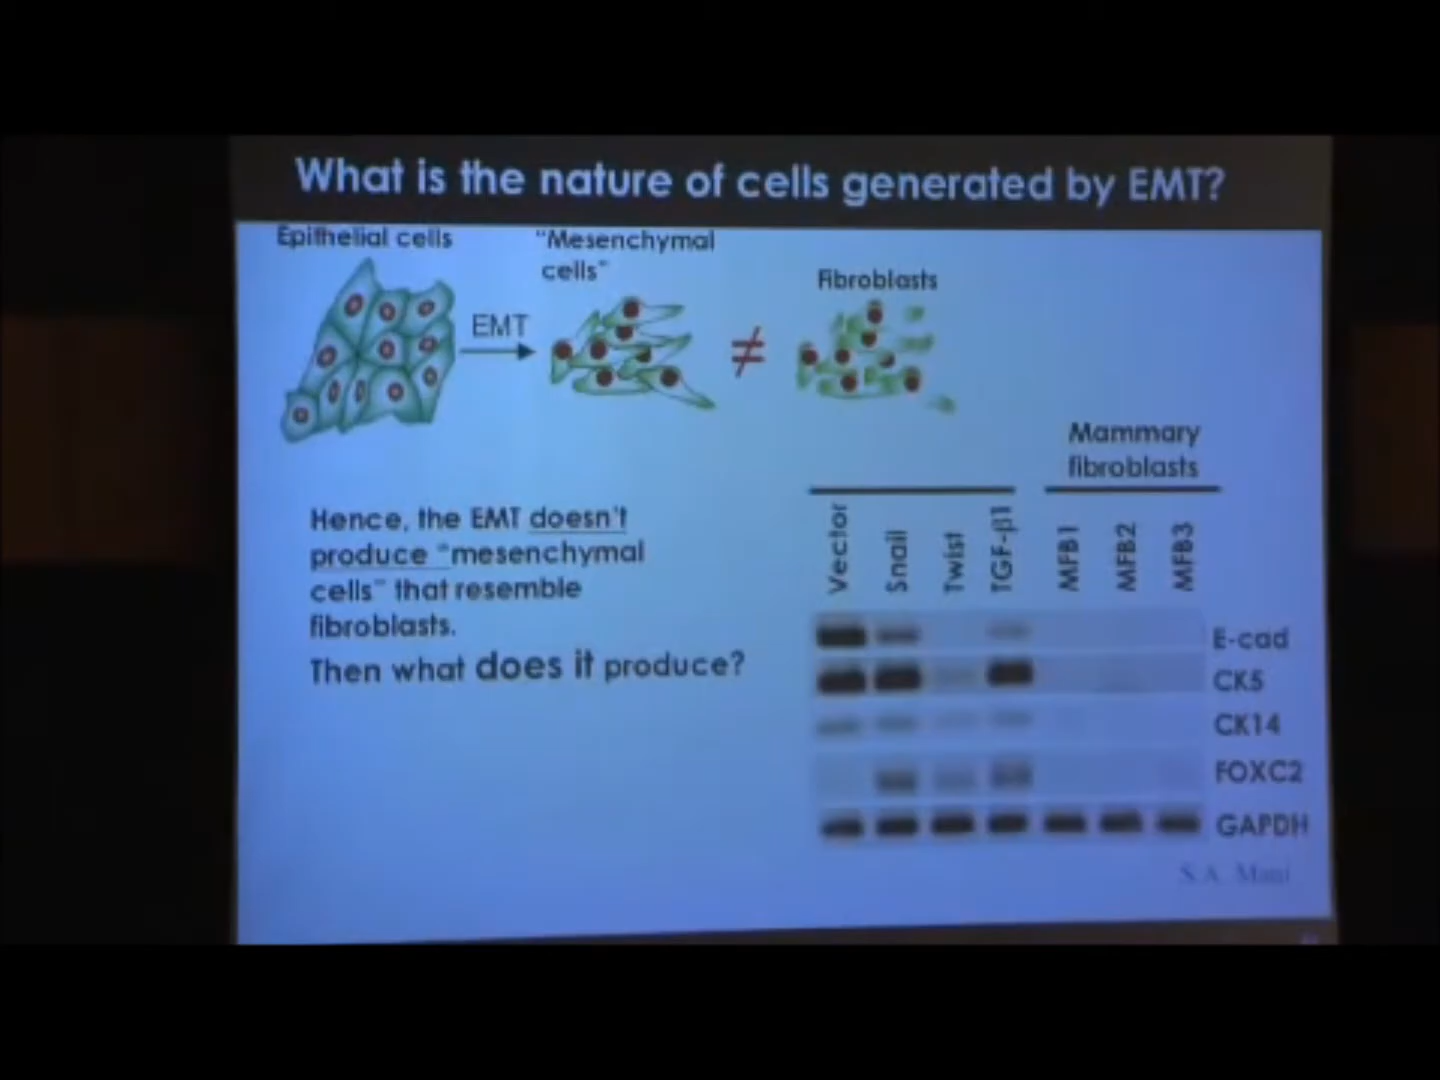 What is the nature of cells generated by EMT?
Epithelial cells
"Mesenchymal
cells"
Fibroblasts
EMT
≠
Mammary
fibroblasts
Hence, the EMT doesn't
produce "mesenchymal
cells" that resemble
fibroblasts.
Then what does it produce?
Vector
Snail
Twist
TGF-β1
MFB1
MFB2
MFB3
E-cad
CK5
CK14
FOXC2
GAPDH
S.A. Mani